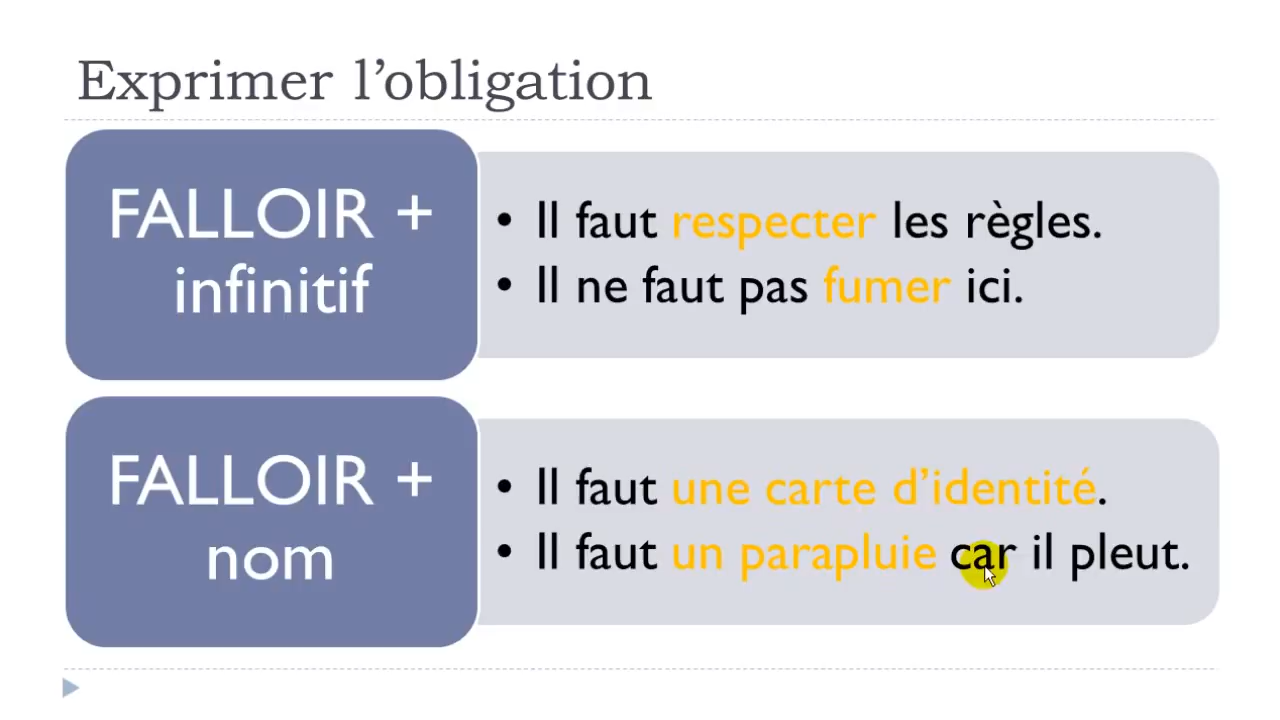 Exprimer l’obligation
FALLOIR +
infinitif
• Il faut respecter les règles.
• Il ne faut pas fumer ici.
FALLOIR +
nom
• Il faut une carte d’identité.
• Il faut un parapluie car il pleut.